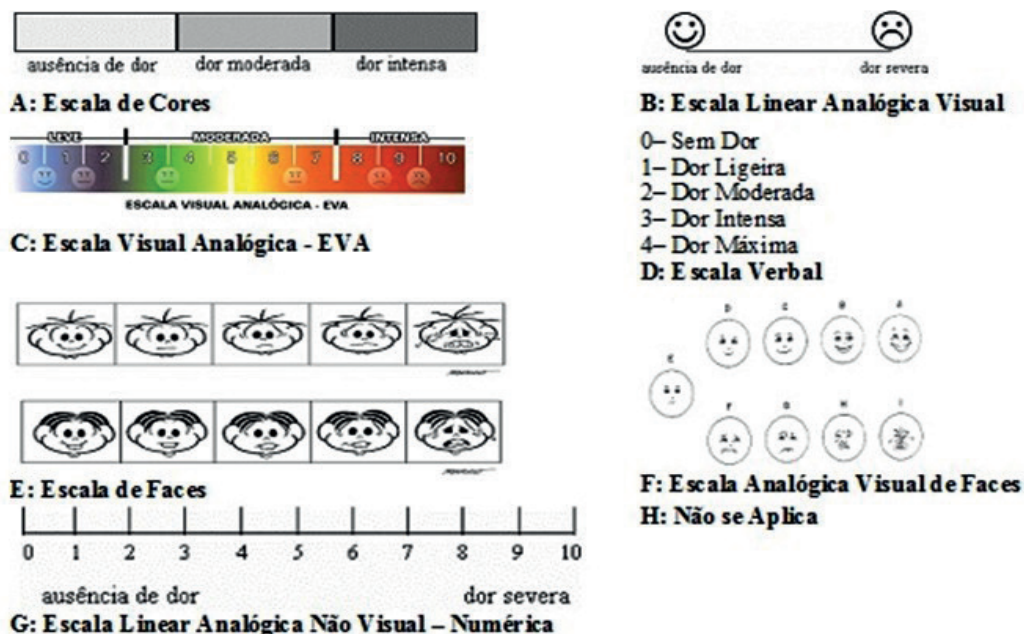 ausência de dor dor moderada dor intensa
A: Escala de Cores
LEVE MODERADA INTENSA
0 1 2 3 4 5 6 7 8 9 10
ESCALA VISUAL ANALÓGICA - EVA
C: Escala Visual Analógica - EVA
E: Escala de Faces
0 1 2 3 4 5 6 7 8 9 10
ausência de dor dor severa
G: Escala Linear Analógica Não Visual – Numérica
ausência de dor dor severa
B: Escala Linear Analógica Visual
0– Sem Dor
1– Dor Ligeira
2– Dor Moderada
3– Dor Intensa
4– Dor Máxima
D: Escala Verbal
D C B A
E
F G H I
F: Escala Analógica Visual de Faces
H: Não se Aplica